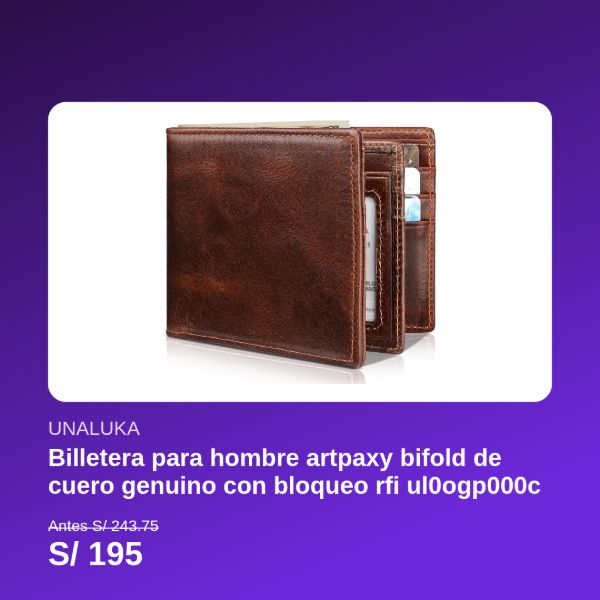 UNALUKA
Billetera para hombre artpaxy bifold de
cuero genuino con bloqueo rfi ul0ogp000c
Antes S/ 243.75
S/ 195